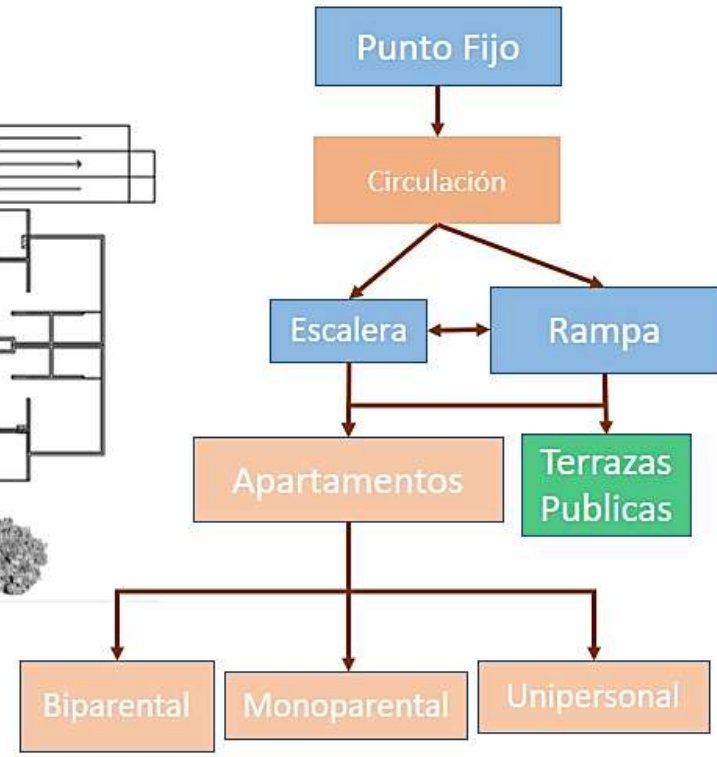 Punto Fijo
Circulación
Escalera
Rampa
Apartamentos
Terrazas
Publicas
Biparental
Monoparental
Unipersonal